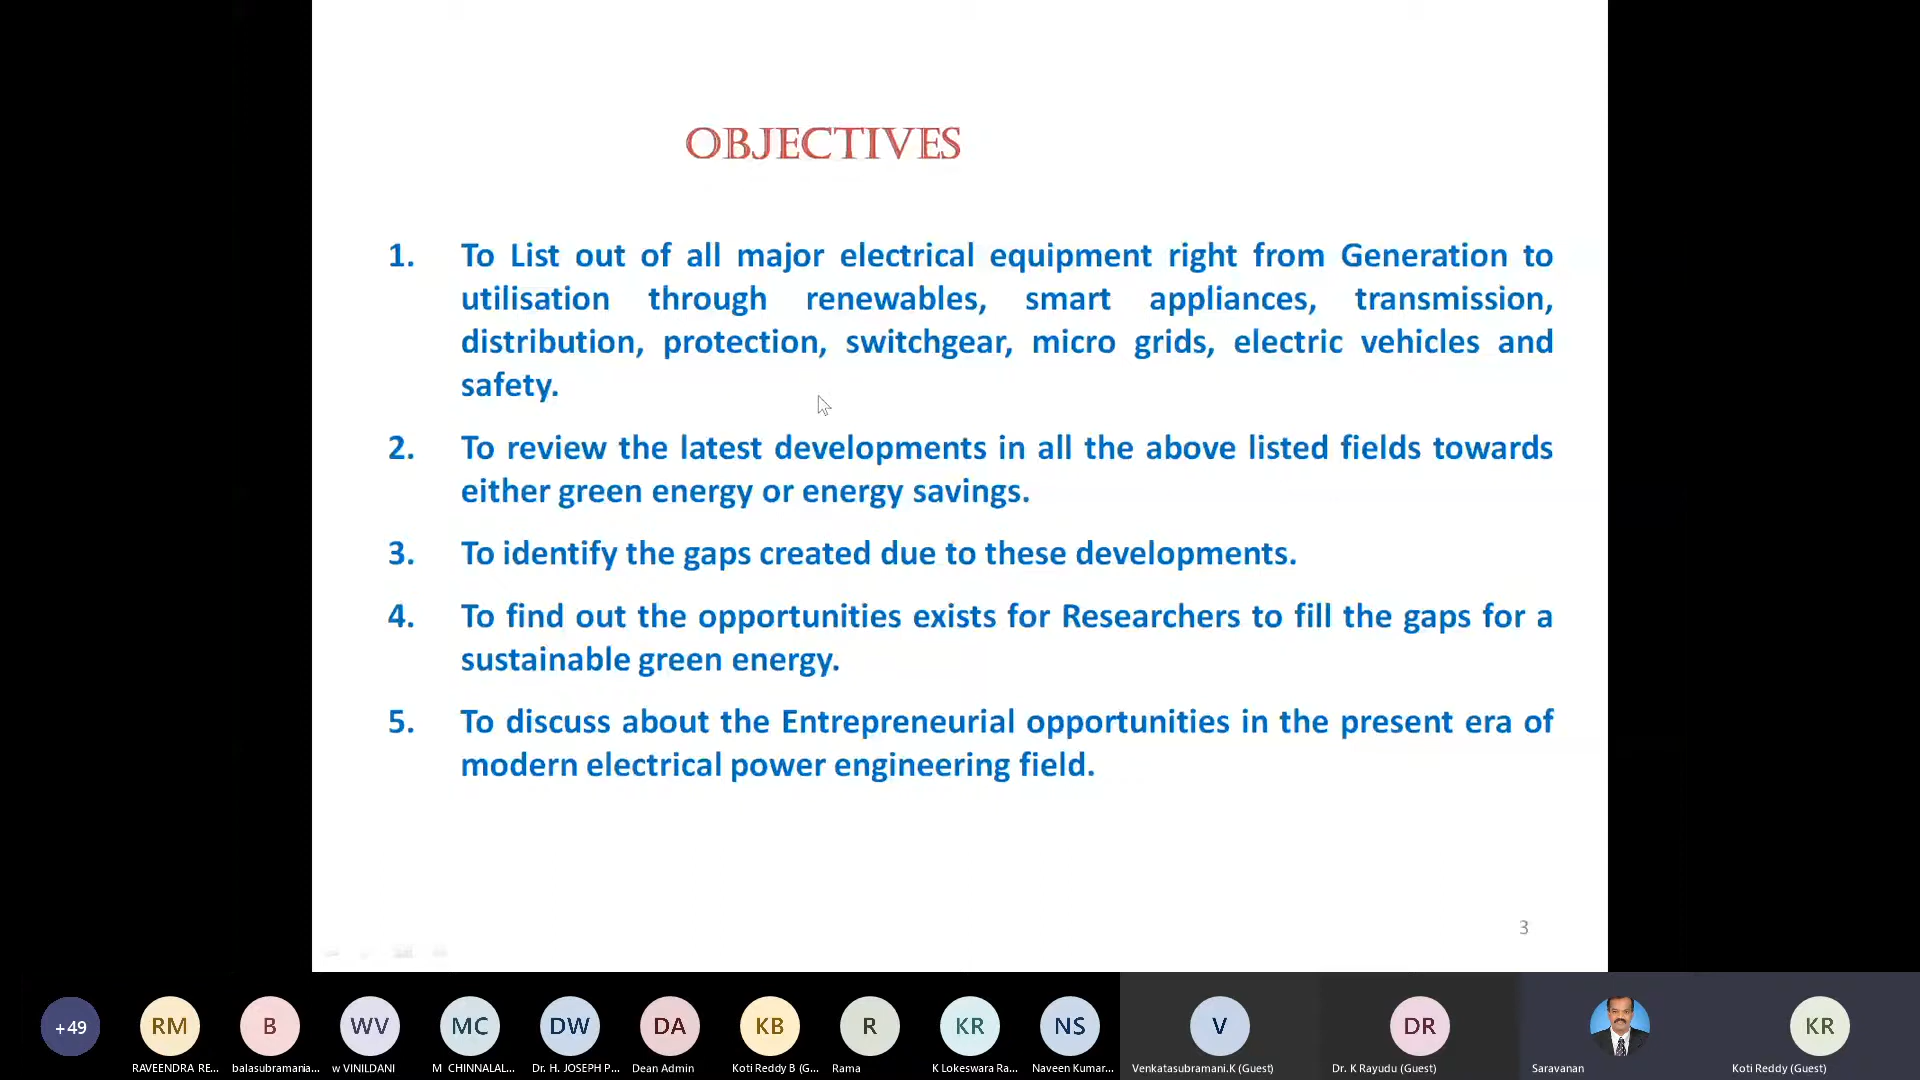 OBJECTIVES
1. To List out of all major electrical equipment right from Generation to
utilisation through renewables, smart appliances, transmission,
distribution, protection, switchgear, micro grids, electric vehicles and
safety.
2. To review the latest developments in all the above listed fields towards
either green energy or energy savings.
3. To identify the gaps created due to these developments.
4. To find out the opportunities exists for Researchers to fill the gaps for a
sustainable green energy.
5. To discuss about the Entrepreneurial opportunities in the present era of
modern electrical power engineering field.
3
+49 RM B WV MC DW DA KB R KR NS V DR KR
RAVEENDRA RE... balasubramania... w VINILDANI M CHINNALAL... Dr. H. JOSEPH P... Dean Admin Koti Reddy B (G... Rama K Lokeswara Ra... Naveen Kumar... Venkatasubramani.K (Guest) Dr. K Rayudu (Guest) Saravanan Koti Reddy (Guest)